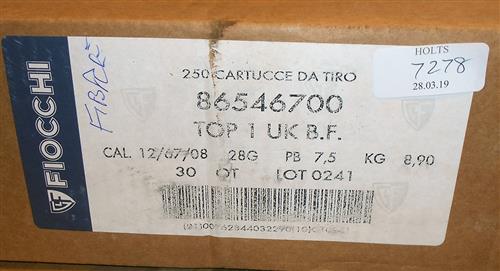 FIOCCHI
FIBRE
250 CARTUCCE DA TIRO
86546700
TOP 1 UK B.F.
CAL. 12/67/08 28G PB 7,5 KG 8,90
30 OT LOT 0241
HOLTS
7278
28.03.19